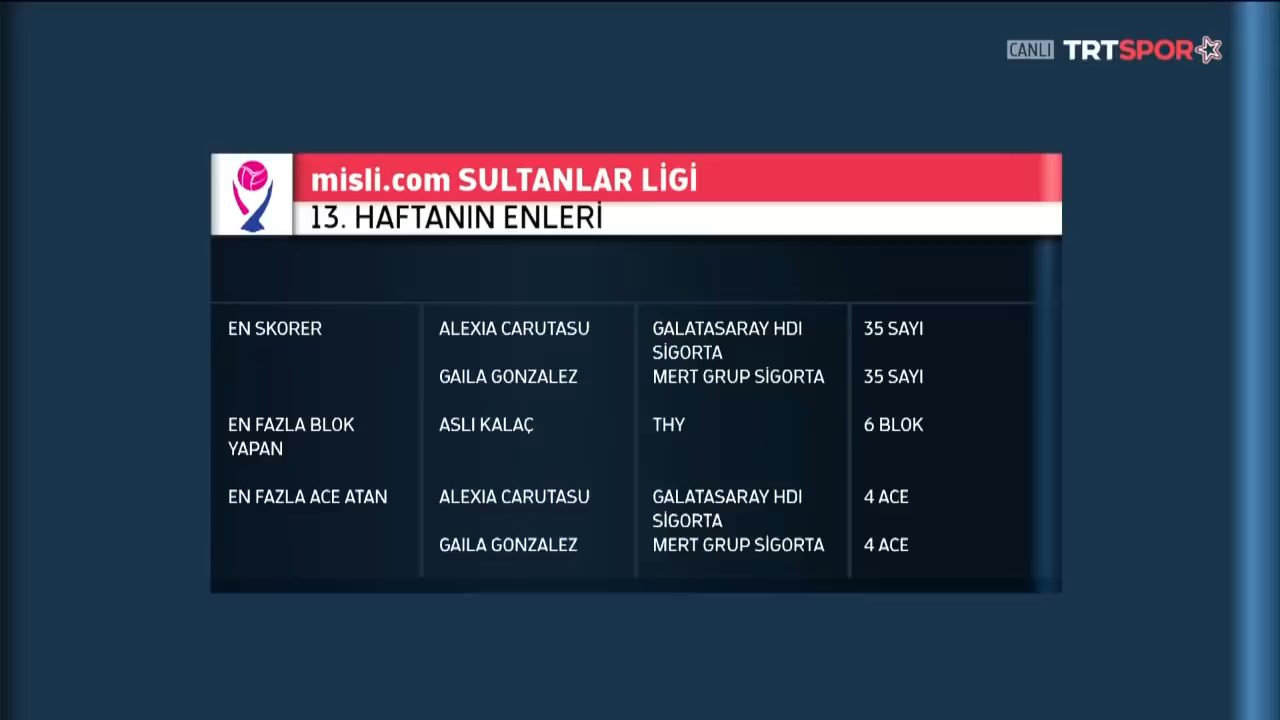 CANLI TRTSPOR
misli.com SULTANLAR LİGİ
13. HAFTANIN ENLERİ
EN SKORER ALEXIA CARUTASU GALATASARAY HDI SİGORTA 35 SAYI
GAILA GONZALEZ MERT GRUP SİGORTA 35 SAYI
EN FAZLA BLOK YAPAN ASLI KALAÇ THY 6 BLOK
EN FAZLA ACE ATAN ALEXIA CARUTASU GALATASARAY HDI SİGORTA 4 ACE
GAILA GONZALEZ MERT GRUP SİGORTA 4 ACE